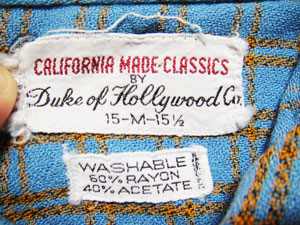 CALIFORNIA MADE-CLASSICS
BY
Duke of Hollywood Co.
15-M-15½
WASHABLE
60% RAYON
40% ACETATE